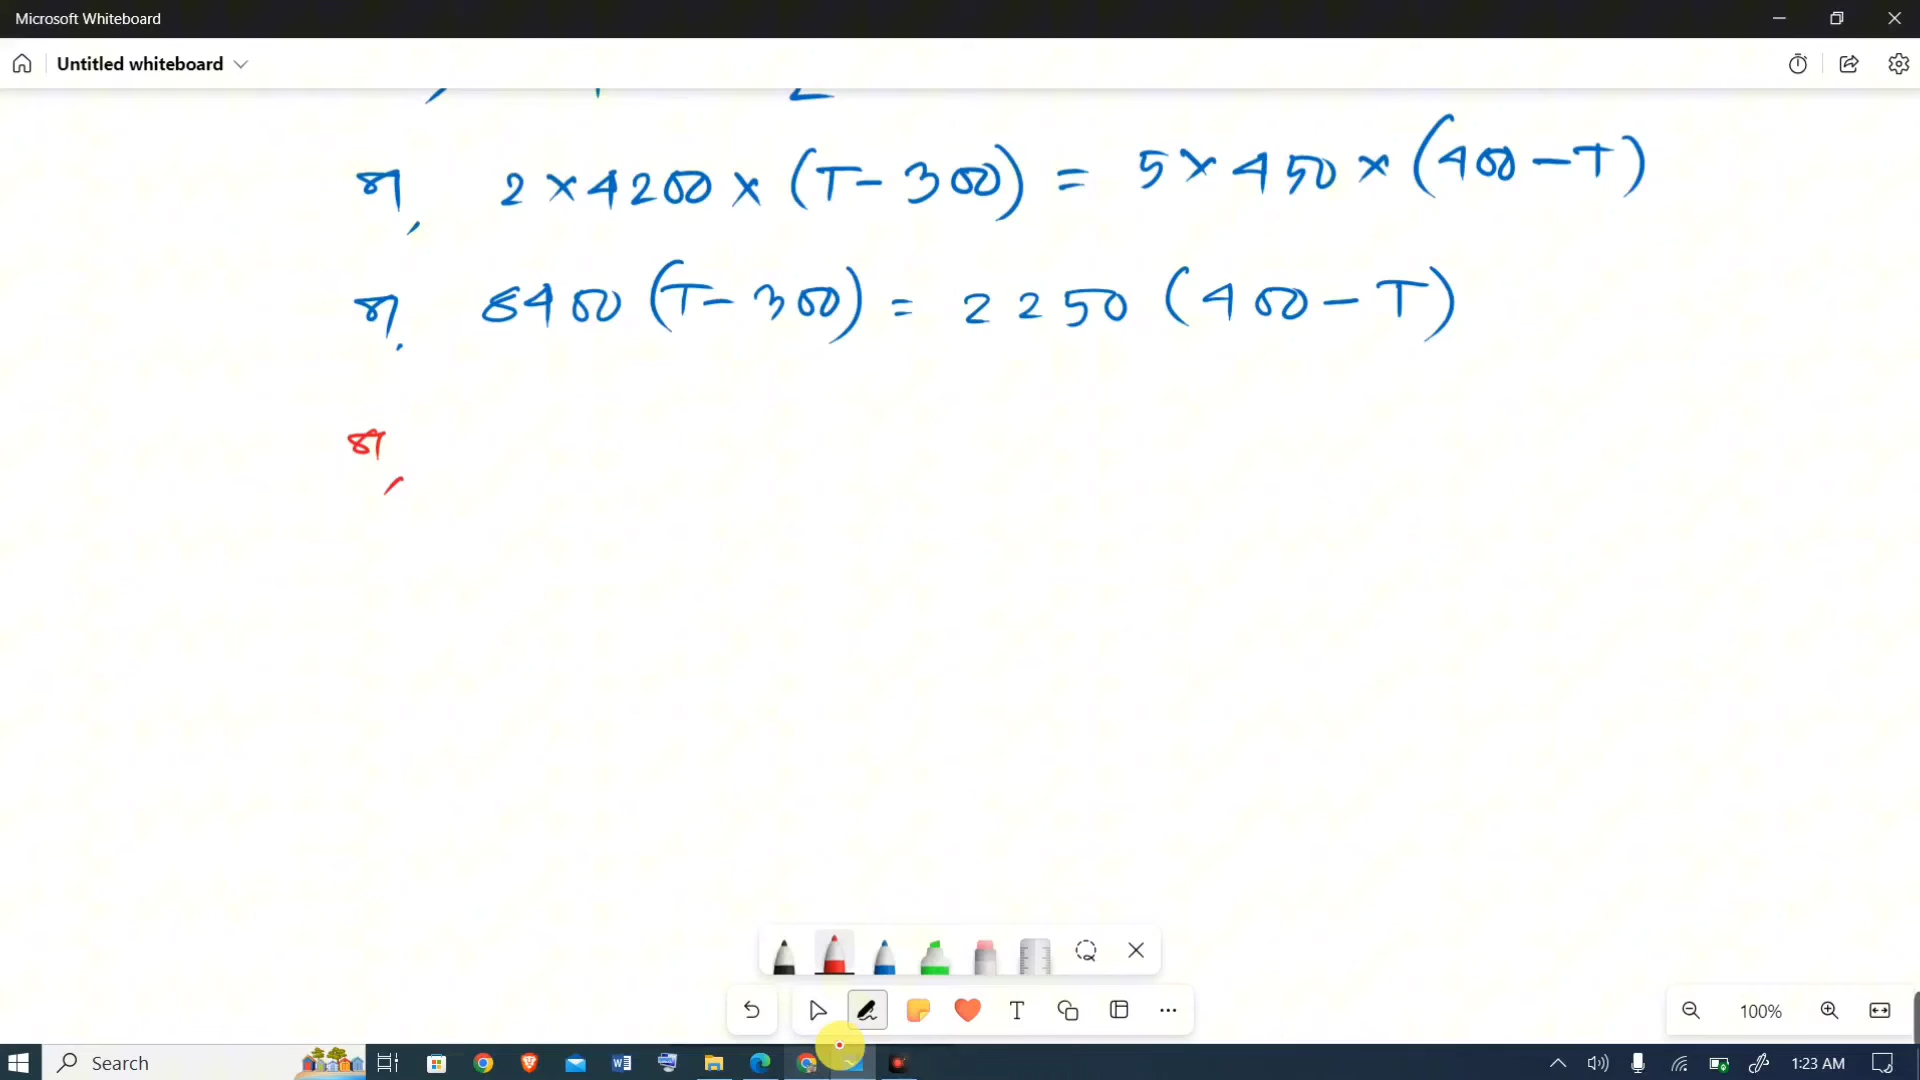 Microsoft Whiteboard
Untitled whiteboard
বা, 2 × 4200 × (T - 300) = 5 × 450 × (400 - T)
বা, 8400 (T - 300) = 2250 (400 - T)
বা,
100%
Search
1:23 AM